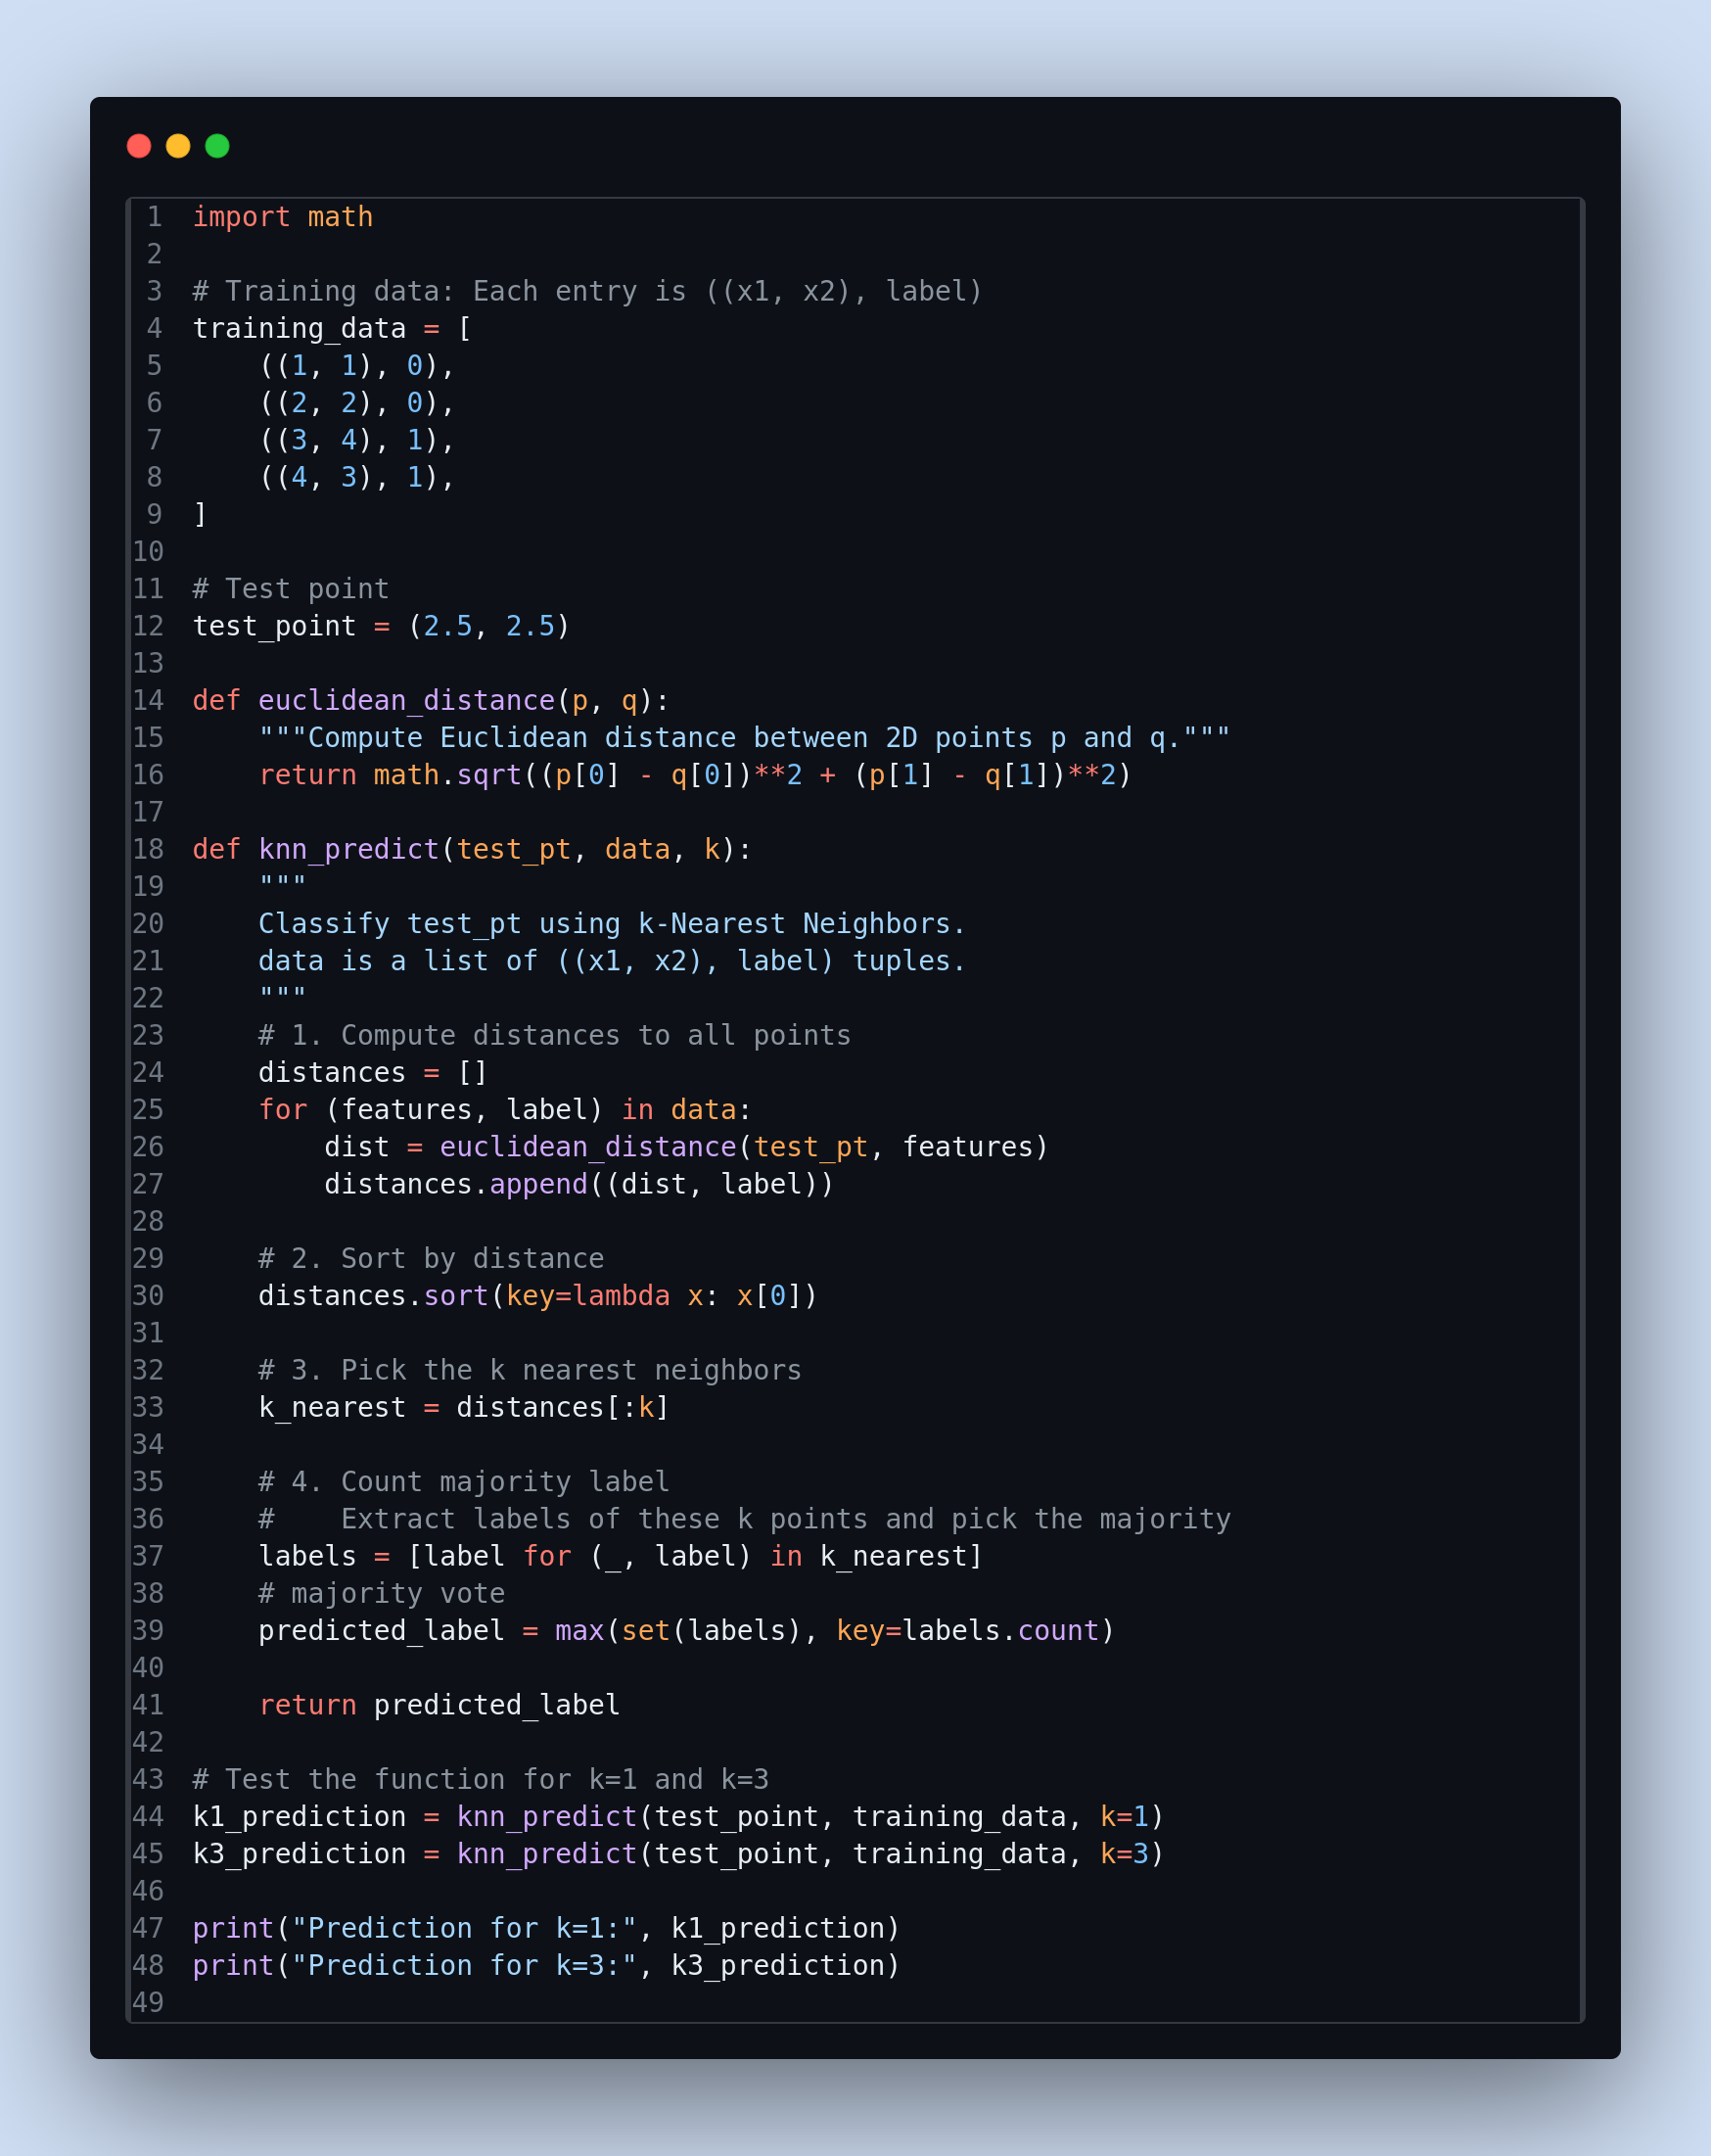 1 import math
2
3 # Training data: Each entry is ((x1, x2), label)
4 training_data = [
5     ((1, 1), 0),
6     ((2, 2), 0),
7     ((3, 4), 1),
8     ((4, 3), 1),
9 ]
10
11 # Test point
12 test_point = (2.5, 2.5)
13
14 def euclidean_distance(p, q):
15     """Compute Euclidean distance between 2D points p and q."""
16     return math.sqrt((p[0] - q[0])**2 + (p[1] - q[1])**2)
17
18 def knn_predict(test_pt, data, k):
19     """
20     Classify test_pt using k-Nearest Neighbors.
21     data is a list of ((x1, x2), label) tuples.
22     """
23     # 1. Compute distances to all points
24     distances = []
25     for (features, label) in data:
26         dist = euclidean_distance(test_pt, features)
27         distances.append((dist, label))
28
29     # 2. Sort by distance
30     distances.sort(key=lambda x: x[0])
31
32     # 3. Pick the k nearest neighbors
33     k_nearest = distances[:k]
34
35     # 4. Count majority label
36     #    Extract labels of these k points and pick the majority
37     labels = [label for (_, label) in k_nearest]
38     # majority vote
39     predicted_label = max(set(labels), key=labels.count)
40
41     return predicted_label
42
43 # Test the function for k=1 and k=3
44 k1_prediction = knn_predict(test_point, training_data, k=1)
45 k3_prediction = knn_predict(test_point, training_data, k=3)
46
47 print("Prediction for k=1:", k1_prediction)
48 print("Prediction for k=3:", k3_prediction)
49